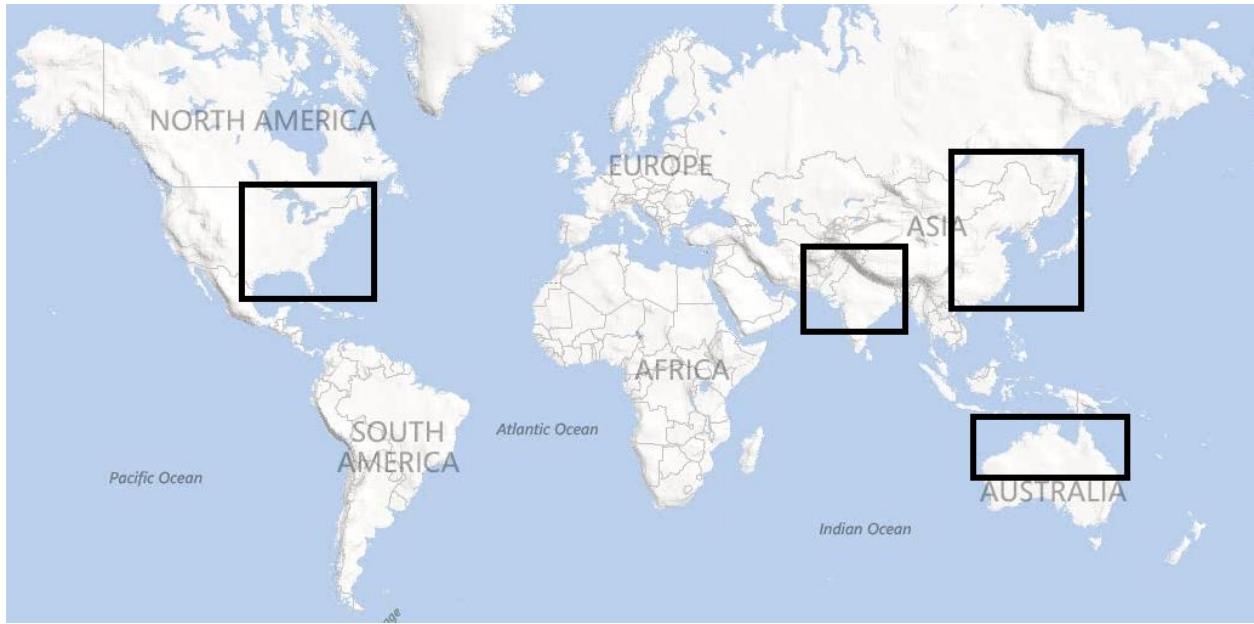 NORTH AMERICA
EUROPE
ASIA
AFRICA
SOUTH
AMERICA
Atlantic Ocean
Pacific Ocean
AUSTRALIA
Indian Ocean